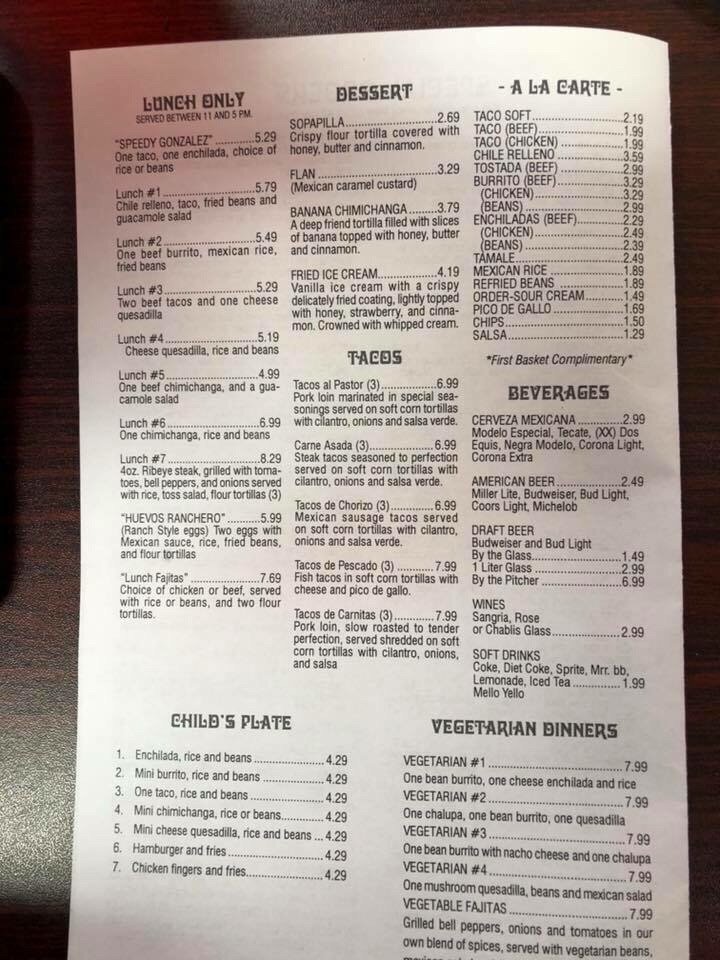 LUNCH ONLY
SERVED BETWEEN 11 AND 5 PM.
"SPEEDY GONZALEZ" ............5.29
One taco, one enchilada, choice of
rice or beans
Lunch #1 ..............................5.79
Chile relleno, taco, fried beans and
guacamole salad
Lunch #2 ..............................5.49
One beef burrito, mexican rice,
fried beans
Lunch #3 ..............................5.29
Two beef tacos and one cheese
quesadilla
Lunch #4 ..............................5.19
Cheese quesadilla, rice and beans
Lunch #5 ..............................4.99
One beef chimichanga, and a gua-
camole salad
Lunch #6 ..............................6.99
One chimichanga, rice and beans
Lunch #7 ..............................8.29
4oz. Ribeye steak, grilled with toma-
toes, bell peppers, and onions served
with rice, toss salad, flour tortillas (3)
"HUEVOS RANCHERO" ..........5.99
(Ranch Style eggs) Two eggs with
Mexican sauce, rice, fried beans,
and flour tortillas
"Lunch Fajitas" ......................7.69
Choice of chicken or beef, served
with rice or beans, and two flour
tortillas.
DESSERT
SOPAPILLA..........................2.69
Crispy flour tortilla covered with
honey, butter and cinnamon.
FLAN ....................................3.29
(Mexican caramel custard)
BANANA CHIMICHANGA ........3.79
A deep friend tortilla filled with slices
of banana topped with honey, butter
and cinnamon.
FRIED ICE CREAM.................4.19
Vanilla ice cream with a crispy
delicately fried coating, lightly topped
with honey, strawberry, and cinna-
mon. Crowned with whipped cream.
TACOS
Tacos al Pastor (3)..................6.99
Pork loin marinated in special sea-
sonings served on soft corn tortillas
with cilantro, onions and salsa verde.
Carne Asada (3)......................6.99
Steak tacos seasoned to perfection
served on soft corn tortillas with
cilantro, onions and salsa verde.
Tacos de Chorizo (3) ..............6.99
Mexican sausage tacos served
on soft corn tortillas with cilantro,
onions and salsa verde.
Tacos de Pescado (3) ............7.99
Fish tacos in soft corn tortillas with
cheese and pico de gallo.
Tacos de Carnitas (3) ............7.99
Pork loin, slow roasted to tender
perfection, served shredded on soft
corn tortillas with cilantro, onions,
and salsa
- A LA CARTE -
TACO SOFT..............................2.19
TACO (BEEF) ...........................1.99
TACO (CHICKEN) .....................1.99
CHILE RELLENO ......................3.59
TOSTADA (BEEF) .....................2.99
BURRITO (BEEF)......................3.29
(CHICKEN)..............................3.29
(BEANS) .................................2.99
ENCHILADAS (BEEF)................2.29
(CHICKEN)..............................2.49
(BEANS) .................................2.39
TAMALE...................................2.49
MEXICAN RICE ........................1.89
REFRIED BEANS ......................1.89
ORDER-SOUR CREAM..............1.49
PICO DE GALLO .......................1.69
CHIPS......................................1.50
SALSA......................................1.29
*First Basket Complimentary*
BEVERAGES
CERVEZA MEXICANA ..............2.99
Modelo Especial, Tecate, (XX) Dos
Equis, Negra Modelo, Corona Light,
Corona Extra
AMERICAN BEER .....................2.49
Miller Lite, Budweiser, Bud Light,
Coors Light, Michelob
DRAFT BEER
Budweiser and Bud Light
By the Glass.............................1.49
1 Liter Glass ............................2.99
By the Pitcher ..........................6.99
WINES
Sangria, Rose
or Chablis Glass......................2.99
SOFT DRINKS
Coke, Diet Coke, Sprite, Mrr. bb,
Lemonade, Iced Tea ...............1.99
Mello Yello
CHILD'S PLATE
1. Enchilada, rice and beans ......................4.29
2. Mini burrito, rice and beans ....................4.29
3. One taco, rice and beans ........................4.29
4. Mini chimichanga, rice or beans..............4.29
5. Mini cheese quesadilla, rice and beans ...4.29
6. Hamburger and fries ...............................4.29
7. Chicken fingers and fries.........................4.29
VEGETARIAN DINNERS
VEGETARIAN #1 ......................................7.99
One bean burrito, one cheese enchilada and rice
VEGETARIAN #2 ......................................7.99
One chalupa, one bean burrito, one quesadilla
VEGETARIAN #3 ......................................7.99
One bean burrito with nacho cheese and one chalupa
VEGETARIAN #4 ......................................7.99
One mushroom quesadilla, beans and mexican salad
VEGETABLE FAJITAS ................................7.99
Grilled bell peppers, onions and tomatoes in our
own blend of spices, served with vegetarian beans,